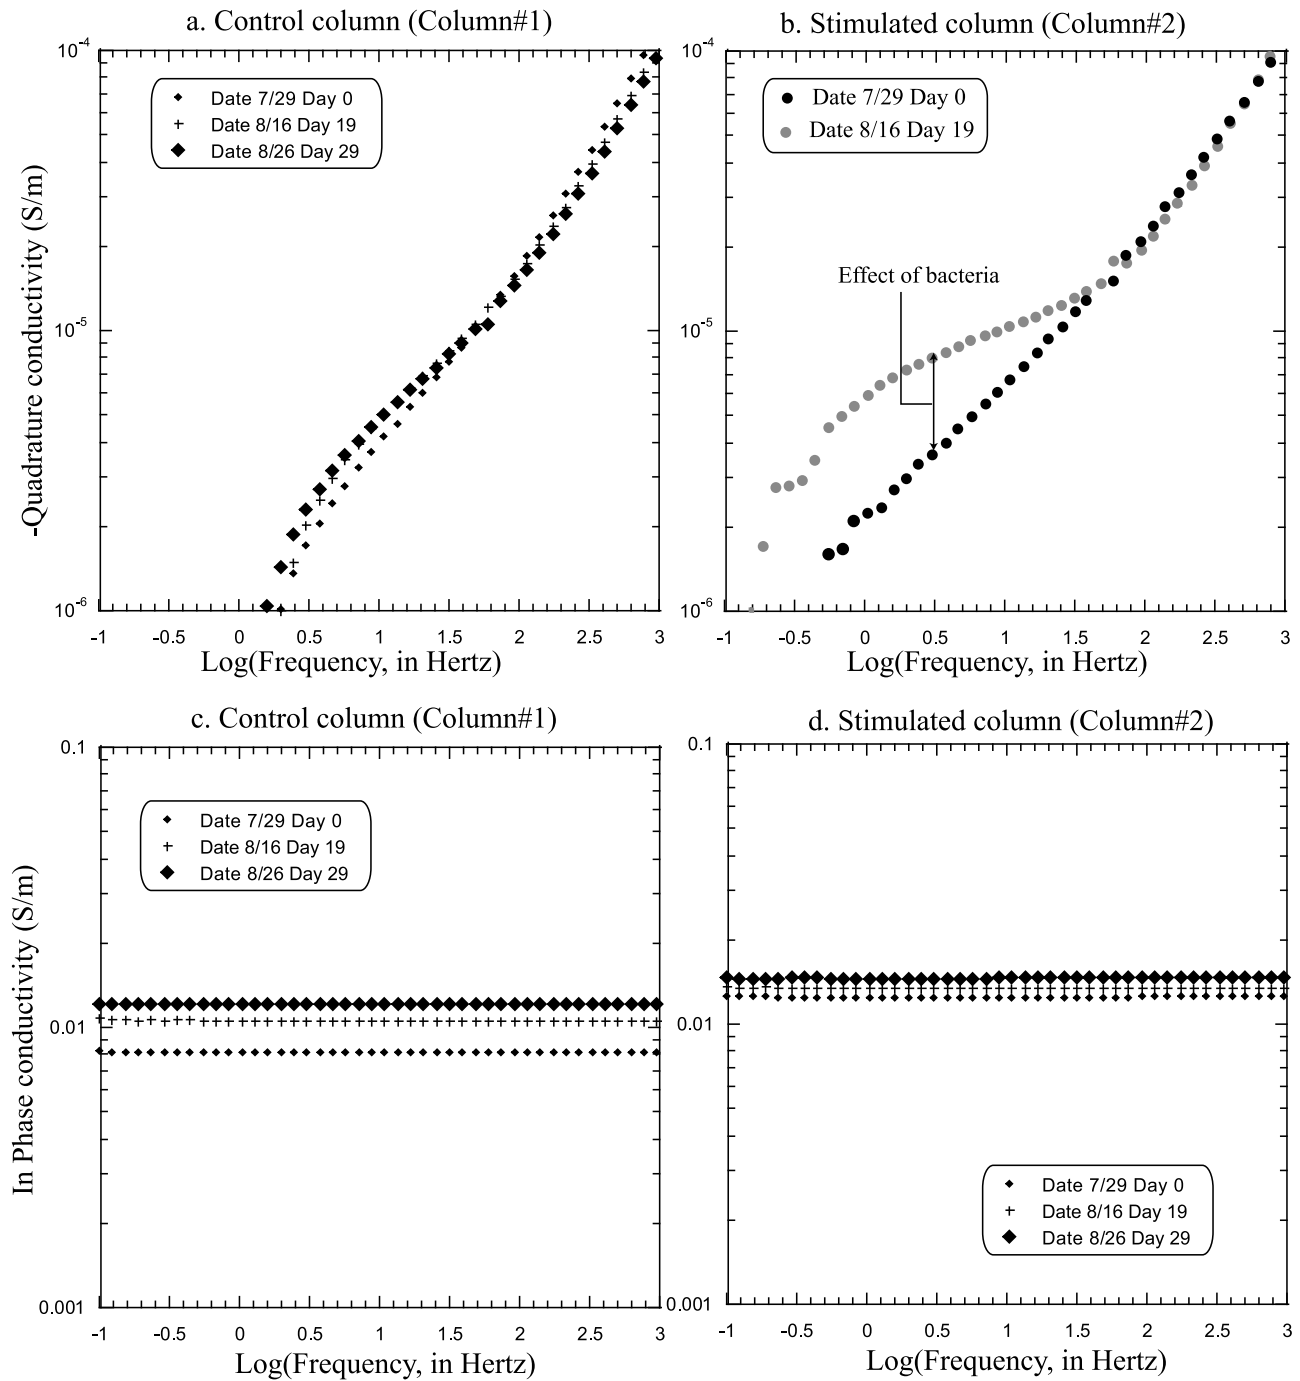 a. Control column (Column#1)
10-4
10-5
10-6
-Quadrature conductivity (S/m)
Date 7/29 Day 0
Date 8/16 Day 19
Date 8/26 Day 29
-1 -0.5 0 0.5 1 1.5 2 2.5 3
Log(Frequency, in Hertz)
b. Stimulated column (Column#2)
10-4
10-5
10-6
Date 7/29 Day 0
Date 8/16 Day 19
Effect of bacteria
-1 -0.5 0 0.5 1 1.5 2 2.5 3
Log(Frequency, in Hertz)
c. Control column (Column#1)
0.1
0.01
0.001
In Phase conductivity (S/m)
Date 7/29 Day 0
Date 8/16 Day 19
Date 8/26 Day 29
-1 -0.5 0 0.5 1 1.5 2 2.5 3
Log(Frequency, in Hertz)
d. Stimulated column (Column#2)
0.1
0.01
0.001
Date 7/29 Day 0
Date 8/16 Day 19
Date 8/26 Day 29
-1 -0.5 0 0.5 1 1.5 2 2.5 3
Log(Frequency, in Hertz)